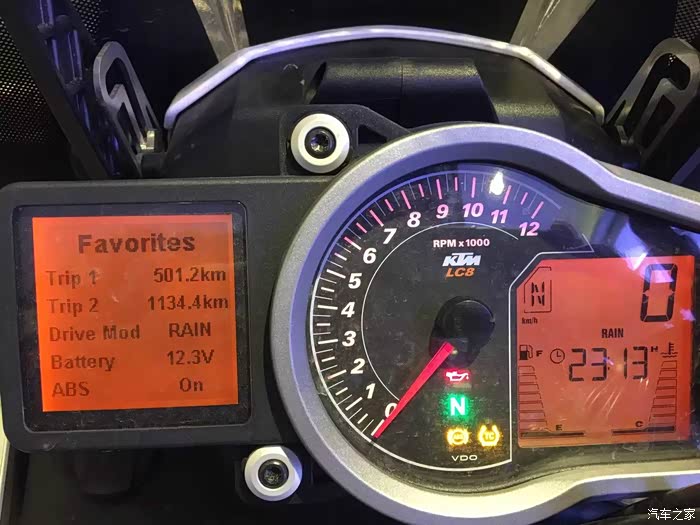 Favorites
Trip 1 501.2km
Trip 2 1134.4km
Drive Mod RAIN
Battery 12.3V
ABS On
0
1
2
3
4
5
6
7
8
9
10
11
12
RPM x 1000
KTM
LC8
N
TC
VDO
N
0
km/h
RAIN
F
23:13 H
E
C
汽车之家